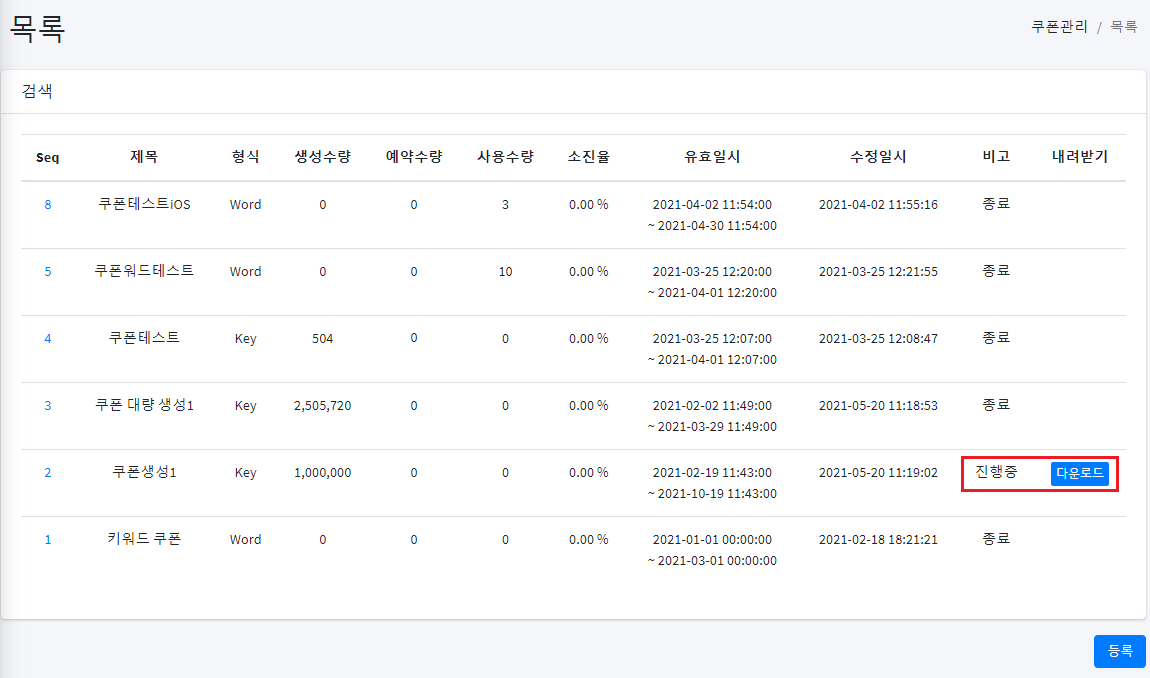 목록
쿠폰관리 / 목록
검색
Seq 제목 형식 생성수량 예약수량 사용수량 소진율 유효일시 수정일시 비고 내려받기
8 쿠폰테스트iOS Word 0 0 3 0.00 % 2021-04-02 11:54:00 2021-04-02 11:55:16 종료
~ 2021-04-30 11:54:00
5 쿠폰워드테스트 Word 0 0 10 0.00 % 2021-03-25 12:20:00 2021-03-25 12:21:55 종료
~ 2021-04-01 12:20:00
4 쿠폰테스트 Key 504 0 0 0.00 % 2021-03-25 12:07:00 2021-03-25 12:08:47 종료
~ 2021-04-01 12:07:00
3 쿠폰 대량 생성1 Key 2,505,720 0 0 0.00 % 2021-02-02 11:49:00 2021-05-20 11:18:53 종료
~ 2021-03-29 11:49:00
2 쿠폰생성1 Key 1,000,000 0 0 0.00 % 2021-02-19 11:43:00 2021-05-20 11:19:02 진행중 다운로드
~ 2021-10-19 11:43:00
1 키워드 쿠폰 Word 0 0 0 0.00 % 2021-01-01 00:00:00 2021-02-18 18:21:21 종료
~ 2021-03-01 00:00:00
등록